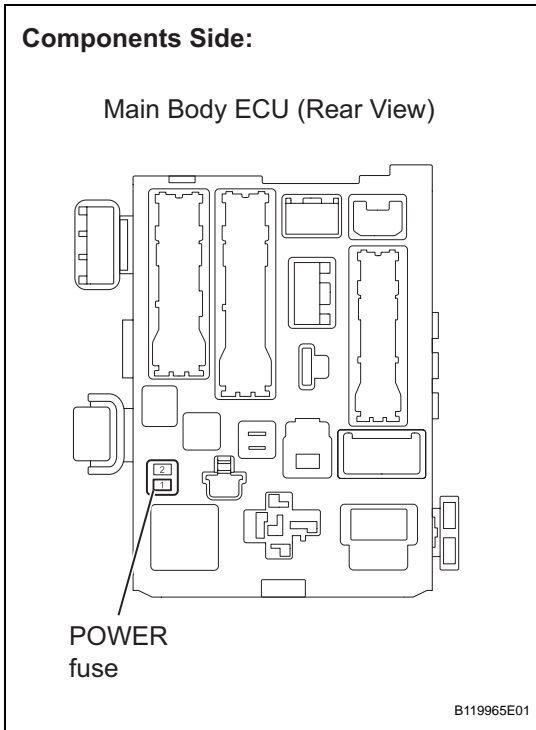 Components Side:
Main Body ECU (Rear View)
2
1
POWER
fuse
B119965E01